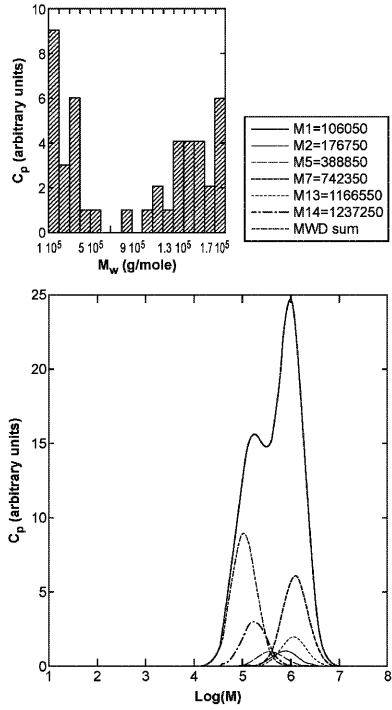 10
8
6
4
2
0
C_p (arbitrary units)
1 10^5 5 10^5 9 10^5 1.3 10^5 1.7 10^5
M_w (g/mole)
M1=106050
M2=176750
M5=388850
M7=742350
M13=1166550
M14=1237250
MWD sum
25
20
15
10
5
0
C_p (arbitrary units)
1 2 3 4 5 6 7 8
Log(M)